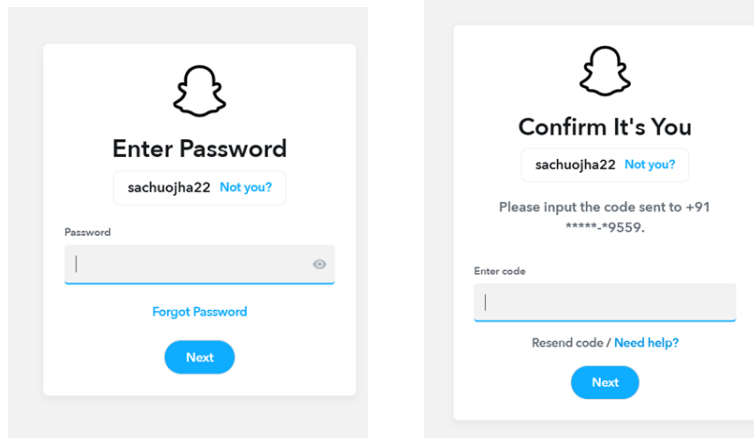 Enter Password
sachuojha22 Not you?
Password
Forgot Password
Next
Confirm It's You
sachuojha22 Not you?
Please input the code sent to +91
*****-*9559.
Enter code
Resend code / Need help?
Next